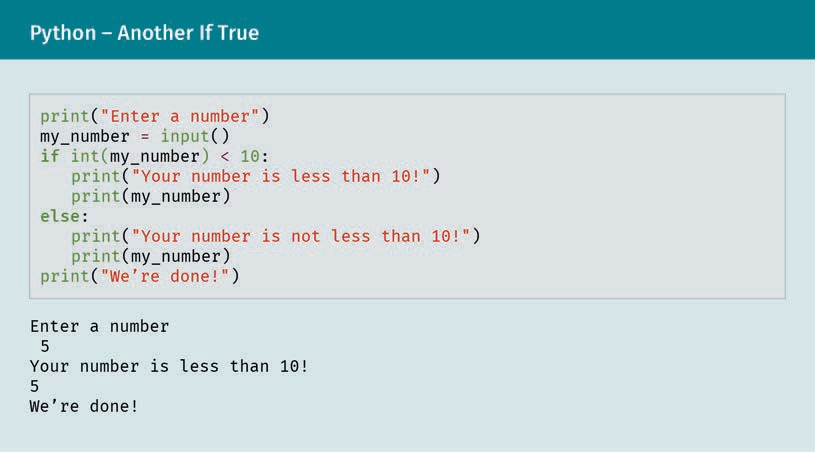 Python – Another If True
print("Enter a number")
my_number = input()
if int(my_number) < 10:
   print("Your number is less than 10!")
   print(my_number)
else:
   print("Your number is not less than 10!")
   print(my_number)
print("We’re done!")
Enter a number
 5
Your number is less than 10!
5
We’re done!